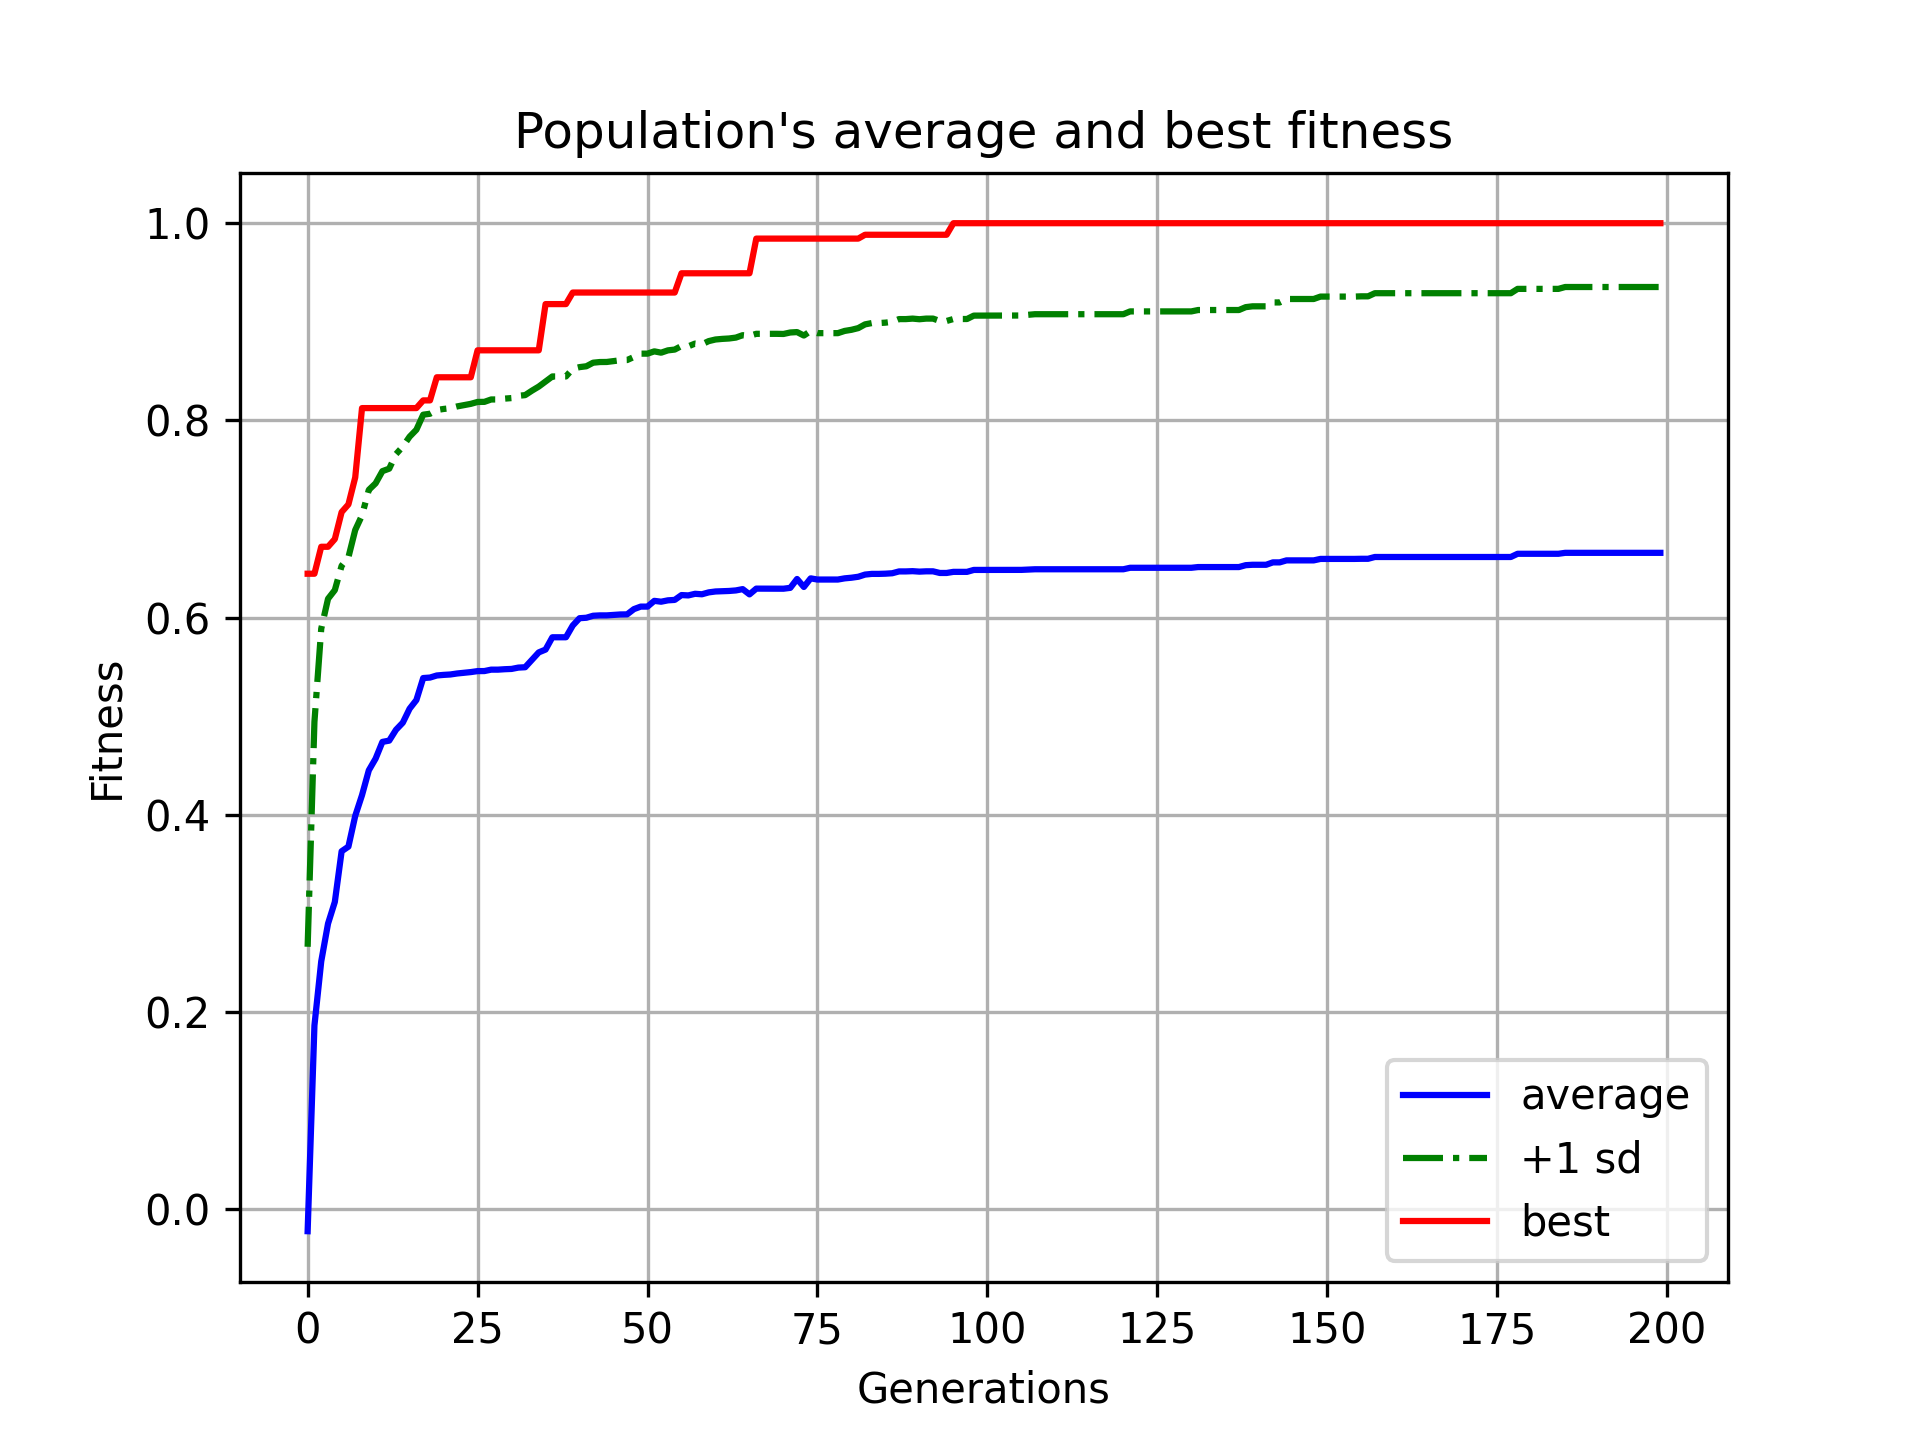 Population's average and best fitness
1.0
0.8
0.6
0.4
0.2
0.0
Fitness
0 25 50 75 100 125 150 175 200
Generations
average
+1 sd
best